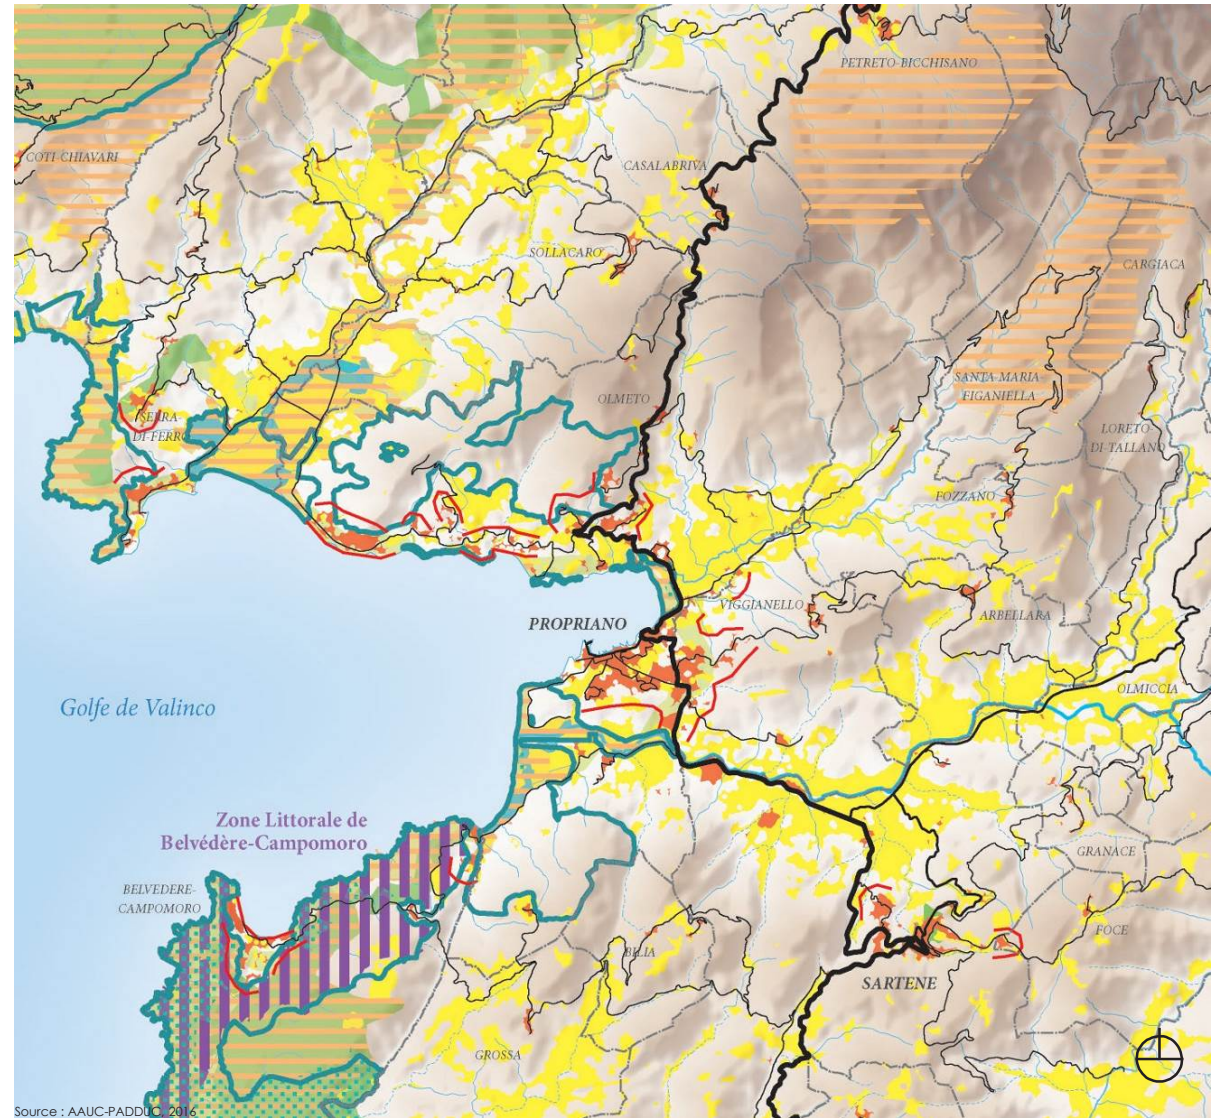 PETRETO-BICCHISANO
COTI-CHIAVARI
CASALABRIVA
SOLLACARO
CARGIACA
SANTA-MARIA-
FIGANIELLA
OLMETO
SERRA-
DI-FERRO
LORETO-
DI-TALLANO
FOZZANO
VIGGIANELLO
PROPRIANO
ARBELLARA
OLMICCIA
Golfe de Valinco
Zone Littorale de
Belvédère-Campomoro
GRANACE
BELVEDERE-
CAMPOMORO
FOCE
BILIA
SARTENE
GROSSA
Source : AAUC-PADDUC, 2016